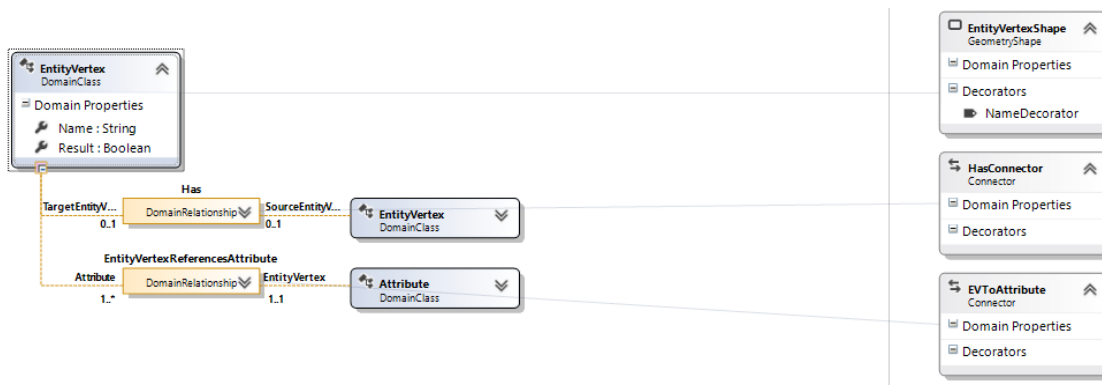 EntityVertex
DomainClass
Domain Properties
Name : String
Result : Boolean
Has
TargetEntityV...
DomainRelationship
SourceEntityV...
0..1
0..1
EntityVertex
DomainClass
EntityVertexReferencesAttribute
Attribute
DomainRelationship
EntityVertex
1..*
1..1
Attribute
DomainClass
EntityVertexShape
GeometryShape
Domain Properties
Decorators
NameDecorator
HasConnector
Connector
Domain Properties
Decorators
EVToAttribute
Connector
Domain Properties
Decorators